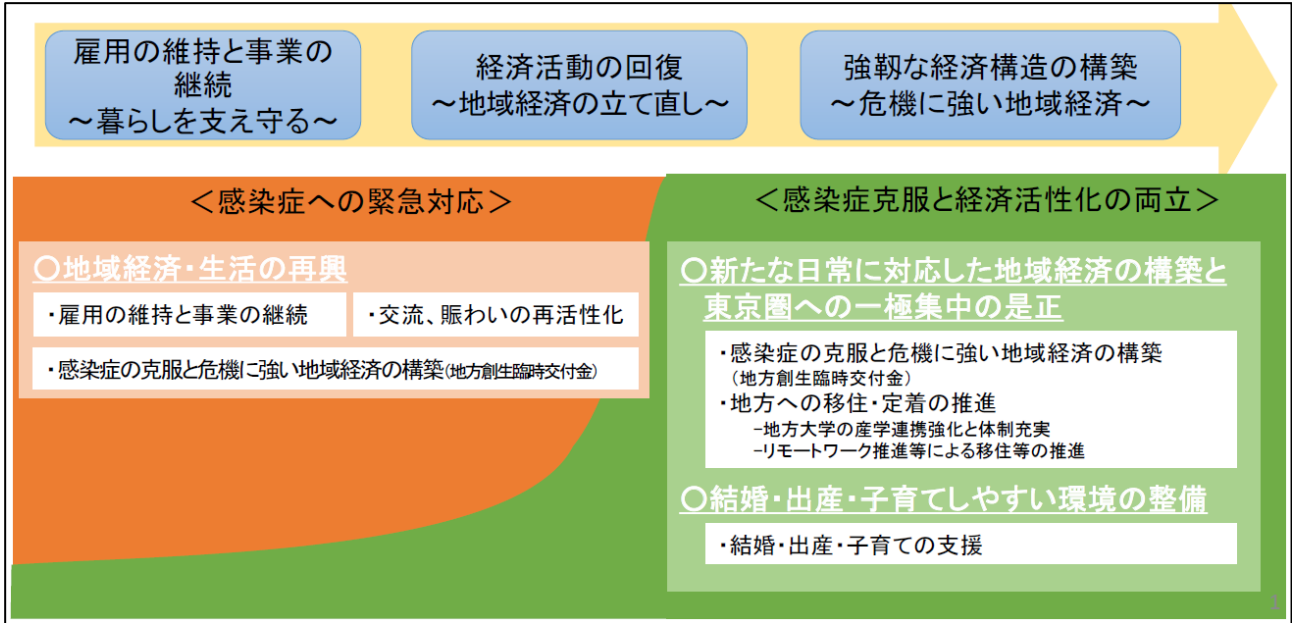 雇用の維持と事業の
継続
～暮らしを支え守る～
経済活動の回復
～地域経済の立て直し～
強靱な経済構造の構築
～危機に強い地域経済～
＜感染症への緊急対応＞
○地域経済・生活の再興
・雇用の維持と事業の継続
・交流、賑わいの再活性化
・感染症の克服と危機に強い地域経済の構築(地方創生臨時交付金)
＜感染症克服と経済活性化の両立＞
○新たな日常に対応した地域経済の構築と
東京圏への一極集中の是正
・感染症の克服と危機に強い地域経済の構築
（地方創生臨時交付金）
・地方への移住・定着の推進
－地方大学の産学連携強化と体制充実
－リモートワーク推進等による移住等の推進
○結婚・出産・子育てしやすい環境の整備
・結婚・出産・子育ての支援
1